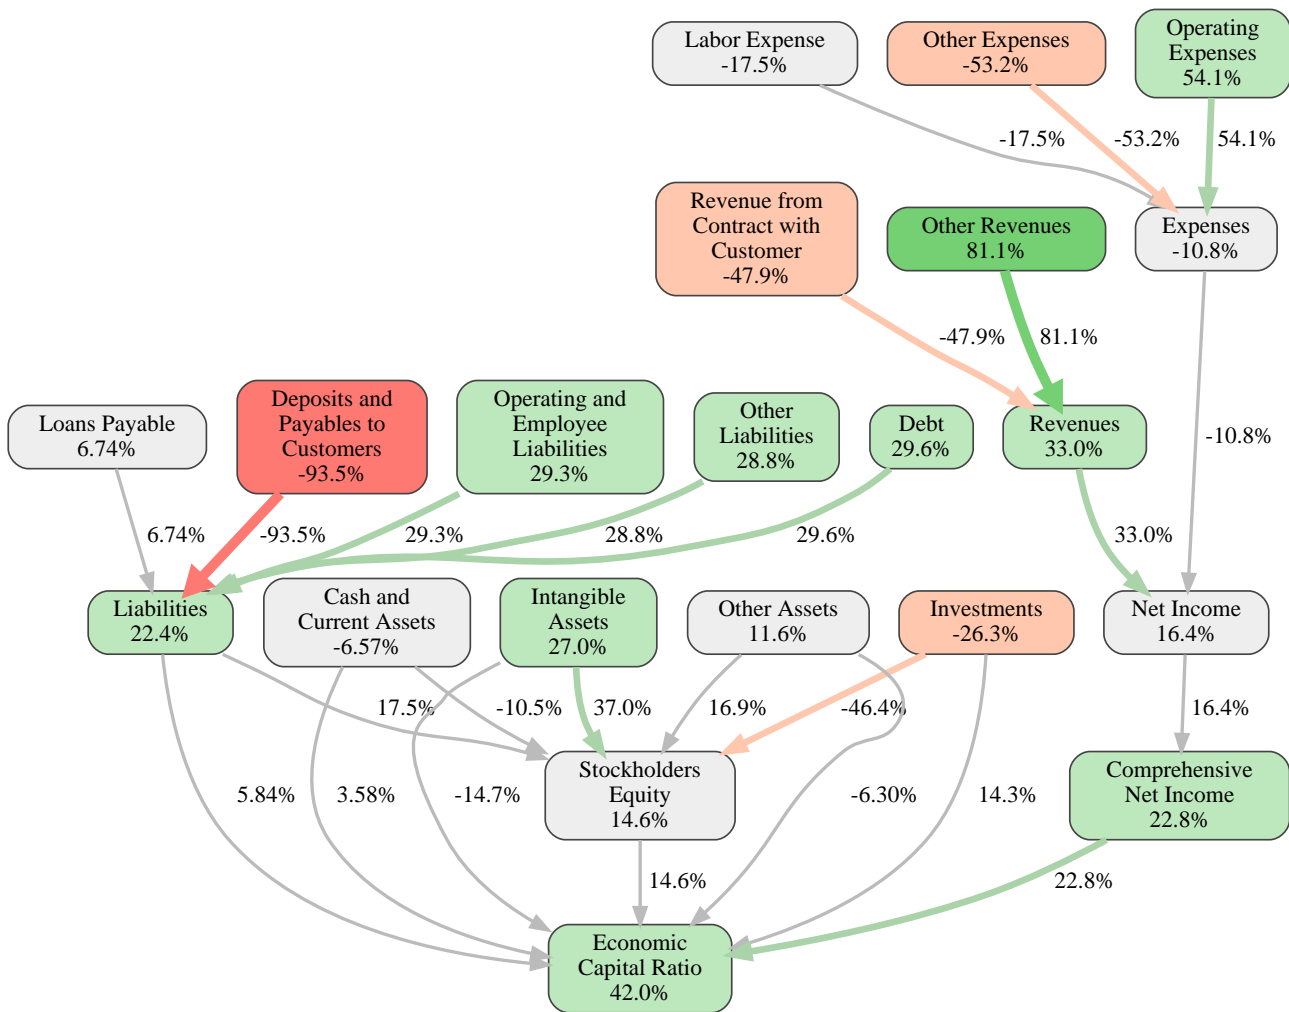 Labor Expense
-17.5%
Other Expenses
-53.2%
Operating
Expenses
54.1%
-17.5%
-53.2%
54.1%
Revenue from
Contract with
Customer
-47.9%
Other Revenues
81.1%
Expenses
-10.8%
-47.9%
81.1%
-10.8%
Loans Payable
6.74%
Deposits and
Payables to
Customers
-93.5%
Operating and
Employee
Liabilities
29.3%
Other
Liabilities
28.8%
Debt
29.6%
Revenues
33.0%
6.74%
-93.5%
29.3%
28.8%
29.6%
33.0%
Liabilities
22.4%
Cash and
Current Assets
-6.57%
Intangible
Assets
27.0%
Other Assets
11.6%
Investments
-26.3%
Net Income
16.4%
17.5%
-10.5%
37.0%
16.9%
-46.4%
16.4%
5.84%
3.58%
-14.7%
Stockholders
Equity
14.6%
-6.30%
14.3%
Comprehensive
Net Income
22.8%
14.6%
22.8%
Economic
Capital Ratio
42.0%